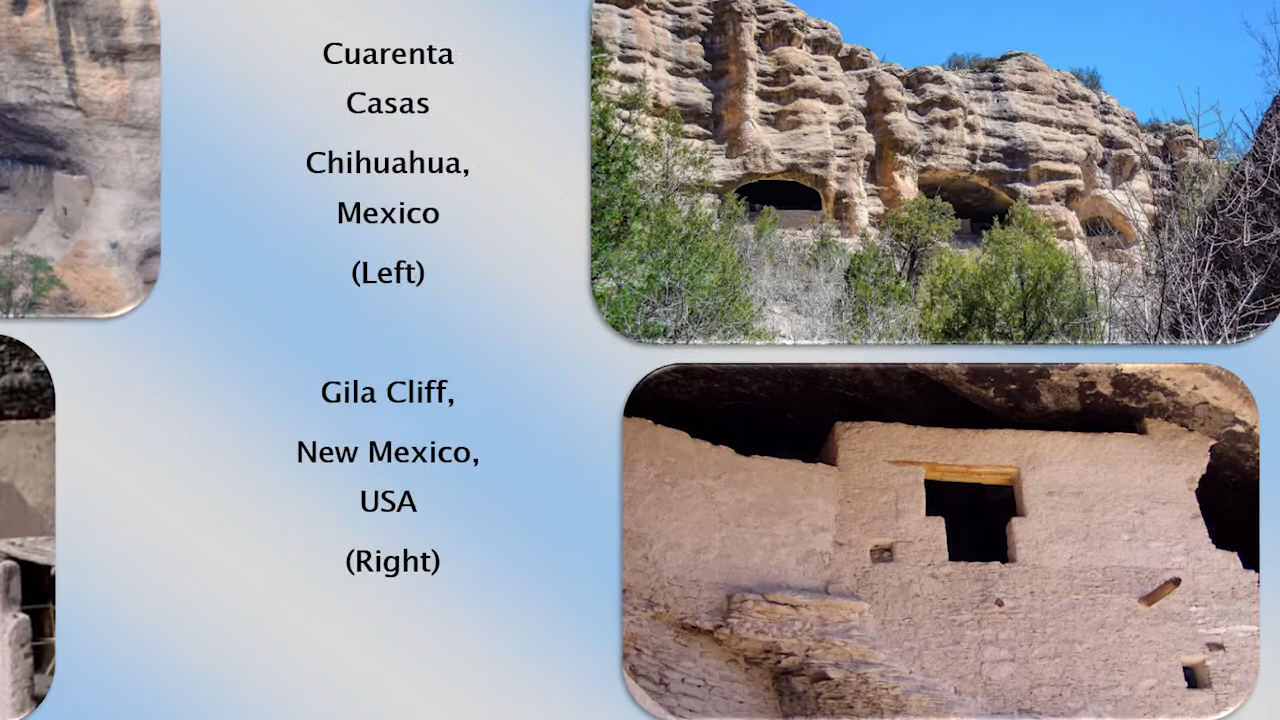 Cuarenta
Casas
Chihuahua,
Mexico
(Left)
Gila Cliff,
New Mexico,
USA
(Right)